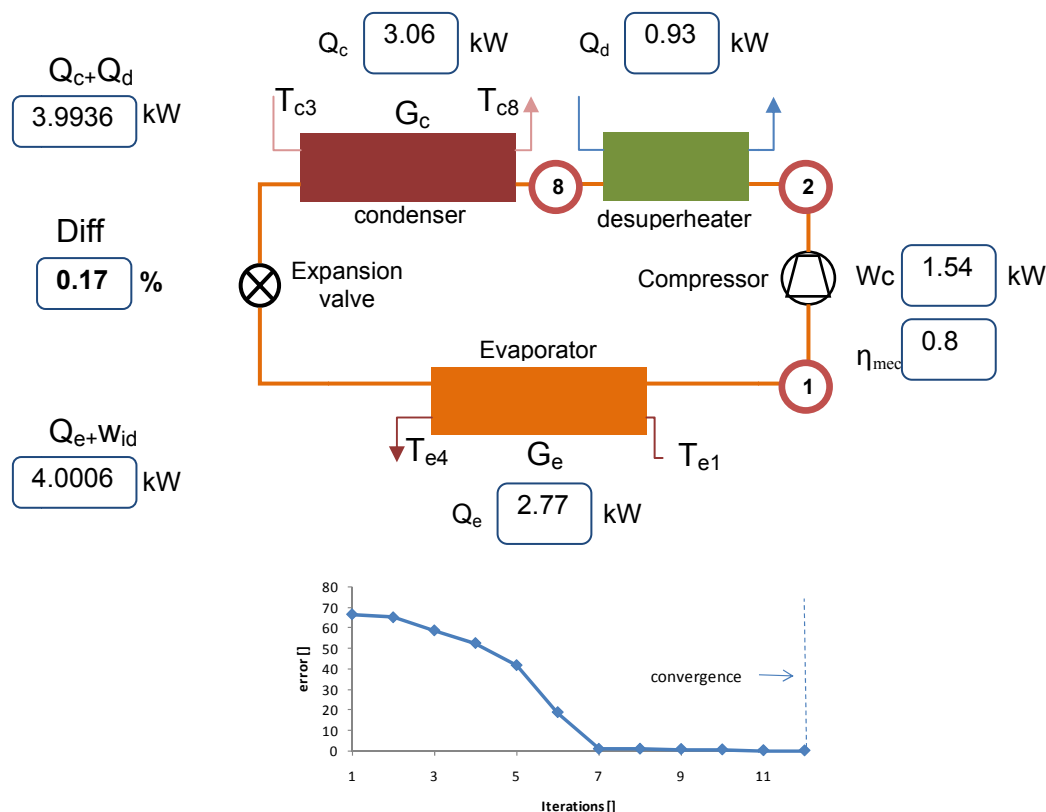 Qc 3.06 kW
Qd 0.93 kW
Qc+Qd
3.9936 kW
Tc3
Gc
Tc8
8
2
condenser
desuperheater
Diff
0.17 %
Expansion
valve
Compressor
Wc 1.54 kW
ηmec 0.8
Evaporator
1
Qe+wid
4.0006 kW
Te4
Ge
Te1
Qe 2.77 kW
80
70
60
50
40
30
20
10
0
error []
convergence
1 3 5 7 9 11
Iterations []